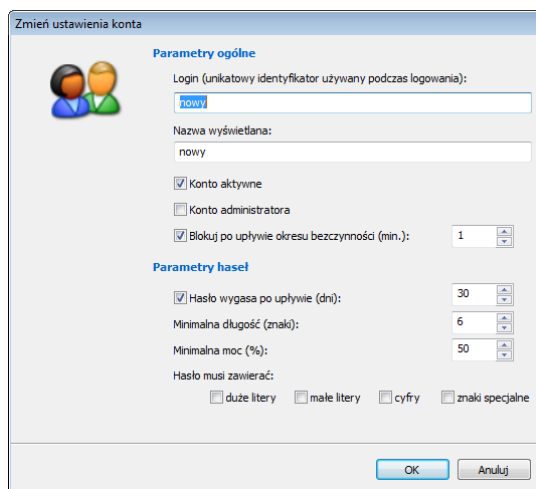 Zmień ustawienia konta
Parametry ogólne
Login (unikatowy identyfikator używany podczas logowania):
nowy
Nazwa wyświetlana:
nowy
Konto aktywne
Konto administratora
Blokuj po upływie okresu bezczynności (min.): 1
Parametry haseł
Hasło wygasa po upływie (dni): 30
Minimalna długość (znaki): 6
Minimalna moc (%): 50
Hasło musi zawierać:
duże litery małe litery cyfry znaki specjalne
OK Anuluj